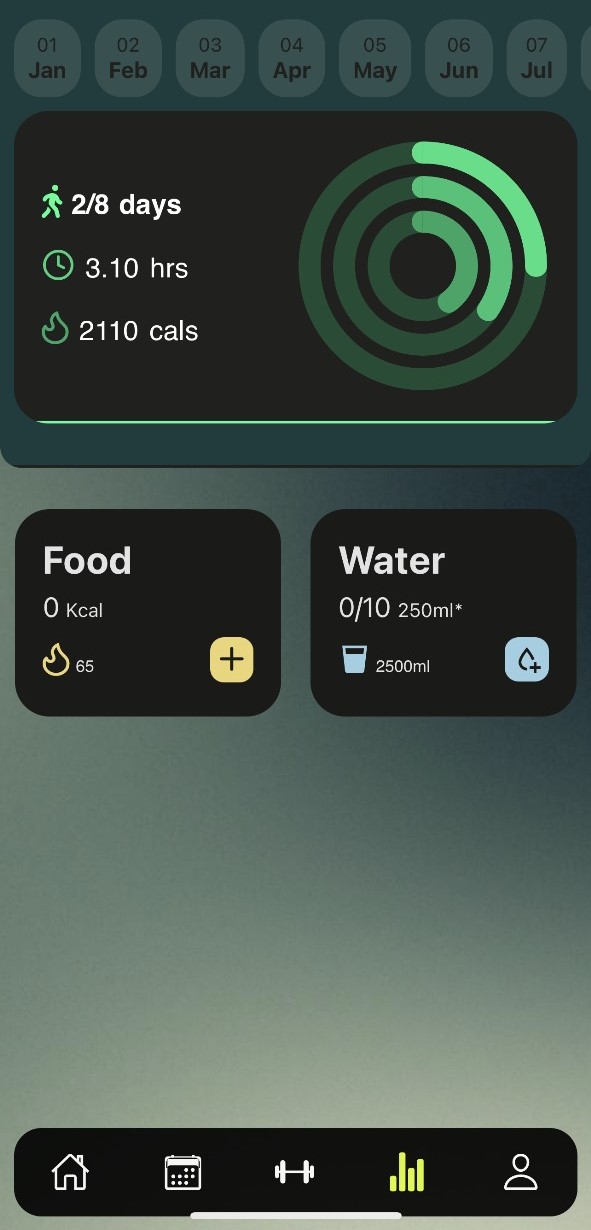 01 02 03 04 05 06 07
Jan Feb Mar Apr May Jun Jul
2/8 days
3.10 hrs
2110 cals
Food
0 Kcal
65
Water
0/10 250ml*
2500ml